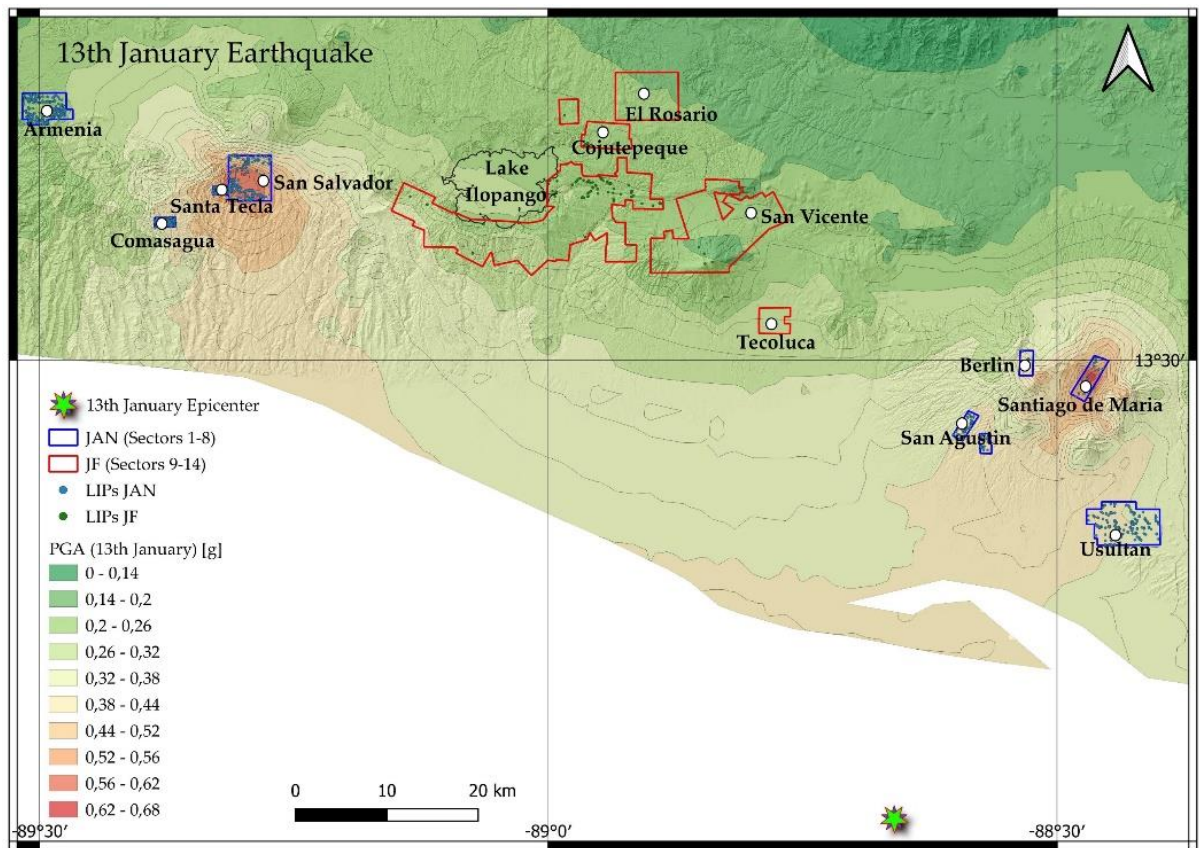 13th January Earthquake
Armenia
El Rosario
Cojutepeque
Lake
Ilopango
San Salvador
Santa Tecla
San Vicente
Comasagua
Tecoluca
Berlin
13°30′
Santiago de Maria
San Agustin
Usultan
13th January Epicenter
JAN (Sectors 1-8)
JF (Sectors 9-14)
LIPs JAN
LIPs JF
PGA (13th January) [g]
0 - 0,14
0,14 - 0,2
0,2 - 0,26
0,26 - 0,32
0,32 - 0,38
0,38 - 0,44
0,44 - 0,52
0,52 - 0,56
0,56 - 0,62
0,62 - 0,68
0 10 20 km
-89°30′ -89°0′ -88°30′